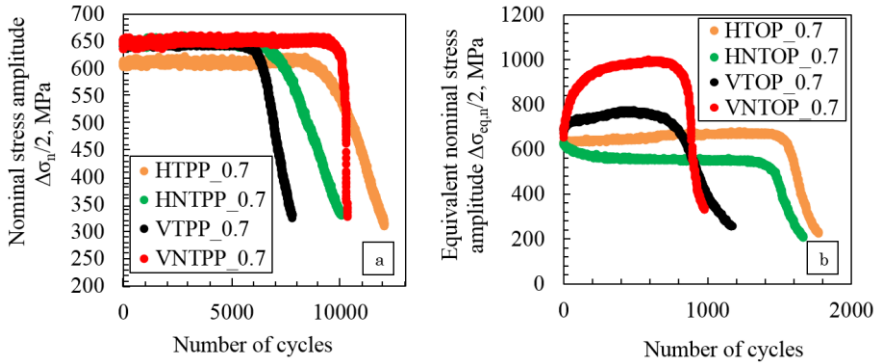 Nominal stress amplitude
Δσn/2, MPa
700
650
600
550
500
450
400
350
300
250
200
HTPP_0.7
HNTPP_0.7
VTPP_0.7
VNTPP_0.7
a
0
5000
10000
Number of cycles
Equivalent nominal stress
amplitude Δσeq,n/2, MPa
1200,0
1000
800
600
400
200
0
HTOP_0.7
HNTOP_0.7
VTOP_0.7
VNTOP_0.7
b
0
1000
2000
Number of cycles